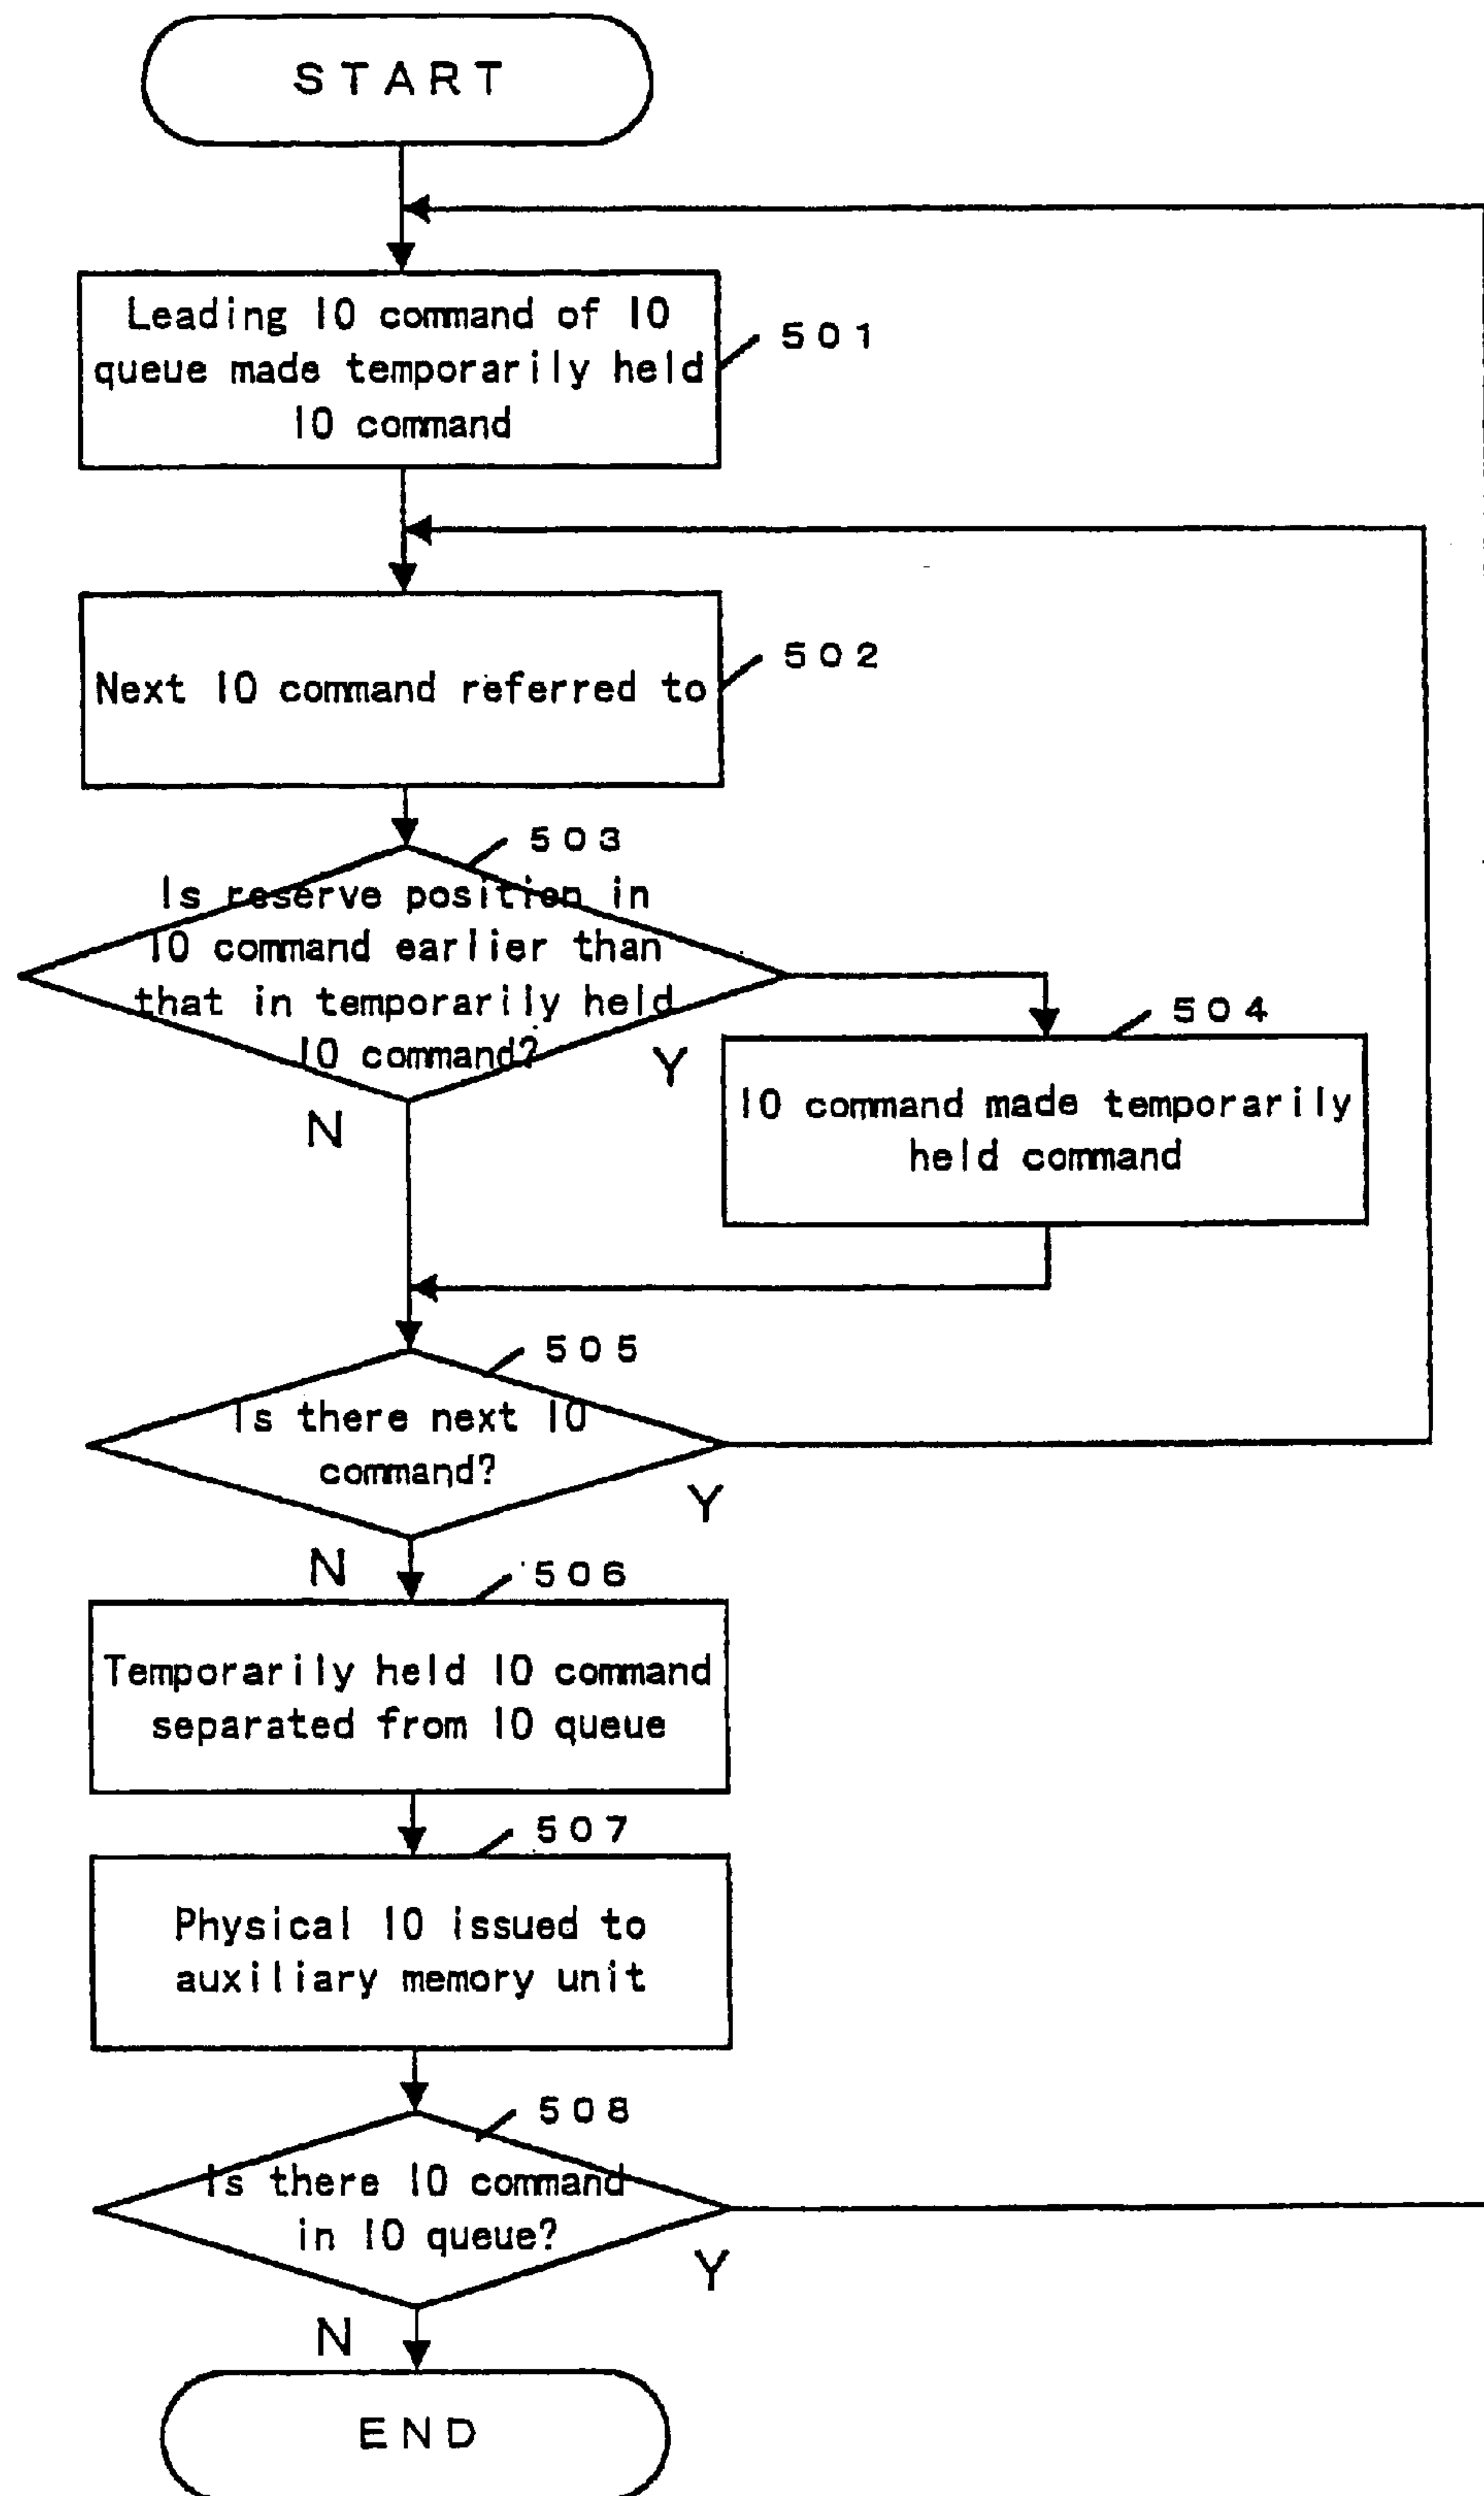 START
Leading IO command of IO
queue made temporarily held
IO command
501
Next IO command referred to
502
503
Is reserve position in
IO command earlier than
that in temporarily held
IO command?
Y
N
504
IO command made temporarily
held command
505
Is there next IO
command?
Y
N
506
Temporarily held IO command
separated from IO queue
507
Physical IO issued to
auxiliary memory unit
508
Is there IO command
in IO queue?
Y
N
END